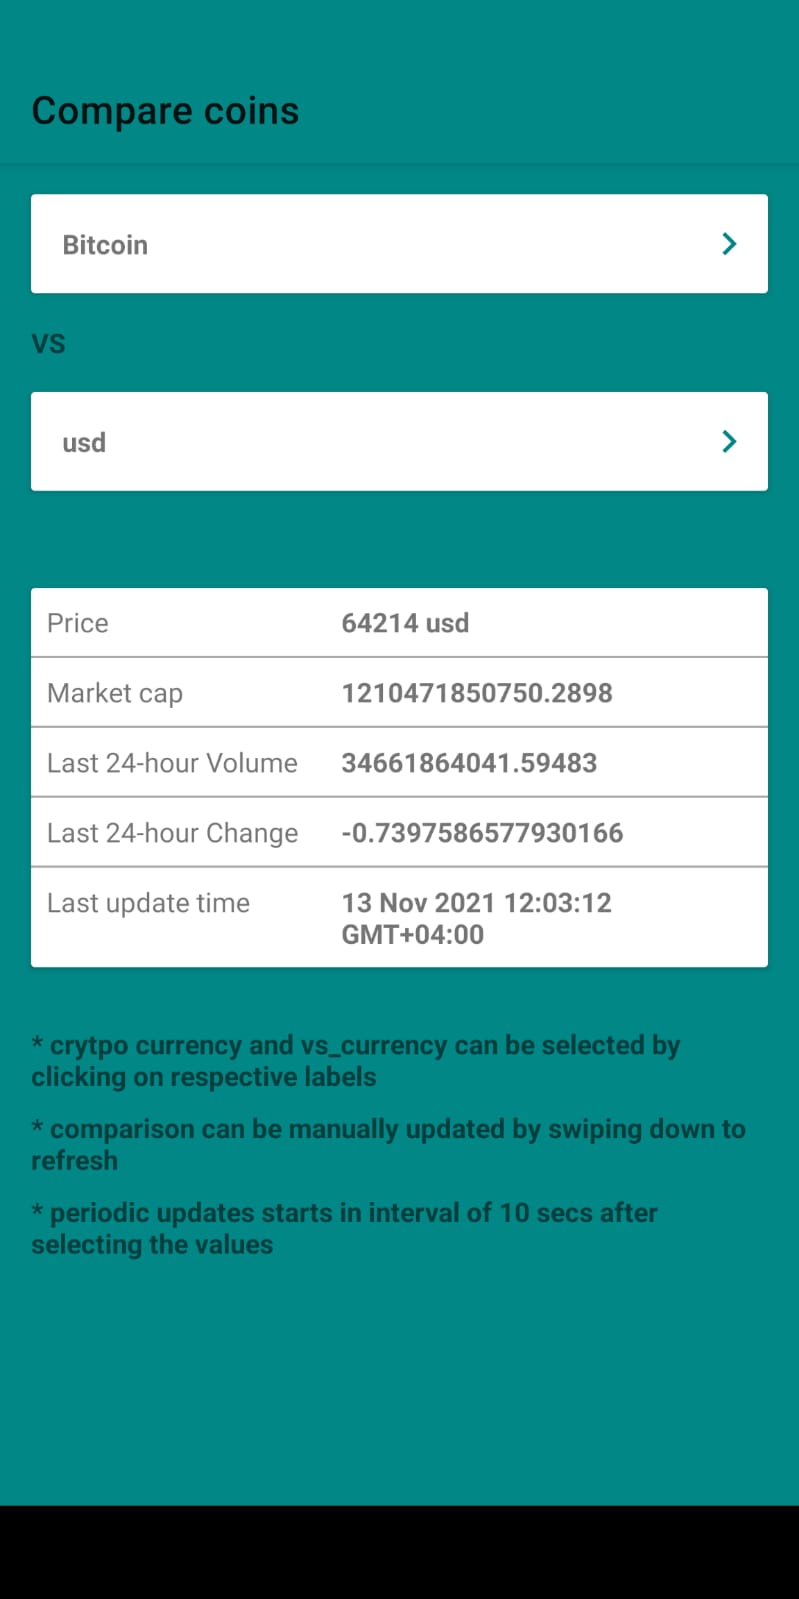 Compare coins
Bitcoin
VS
usd
Price 64214 usd
Market cap 1210471850750.2898
Last 24-hour Volume 34661864041.59483
Last 24-hour Change -0.7397586577930166
Last update time 13 Nov 2021 12:03:12
GMT+04:00
* crytpo currency and vs_currency can be selected by
clicking on respective labels
* comparison can be manually updated by swiping down to
refresh
* periodic updates starts in interval of 10 secs after
selecting the values